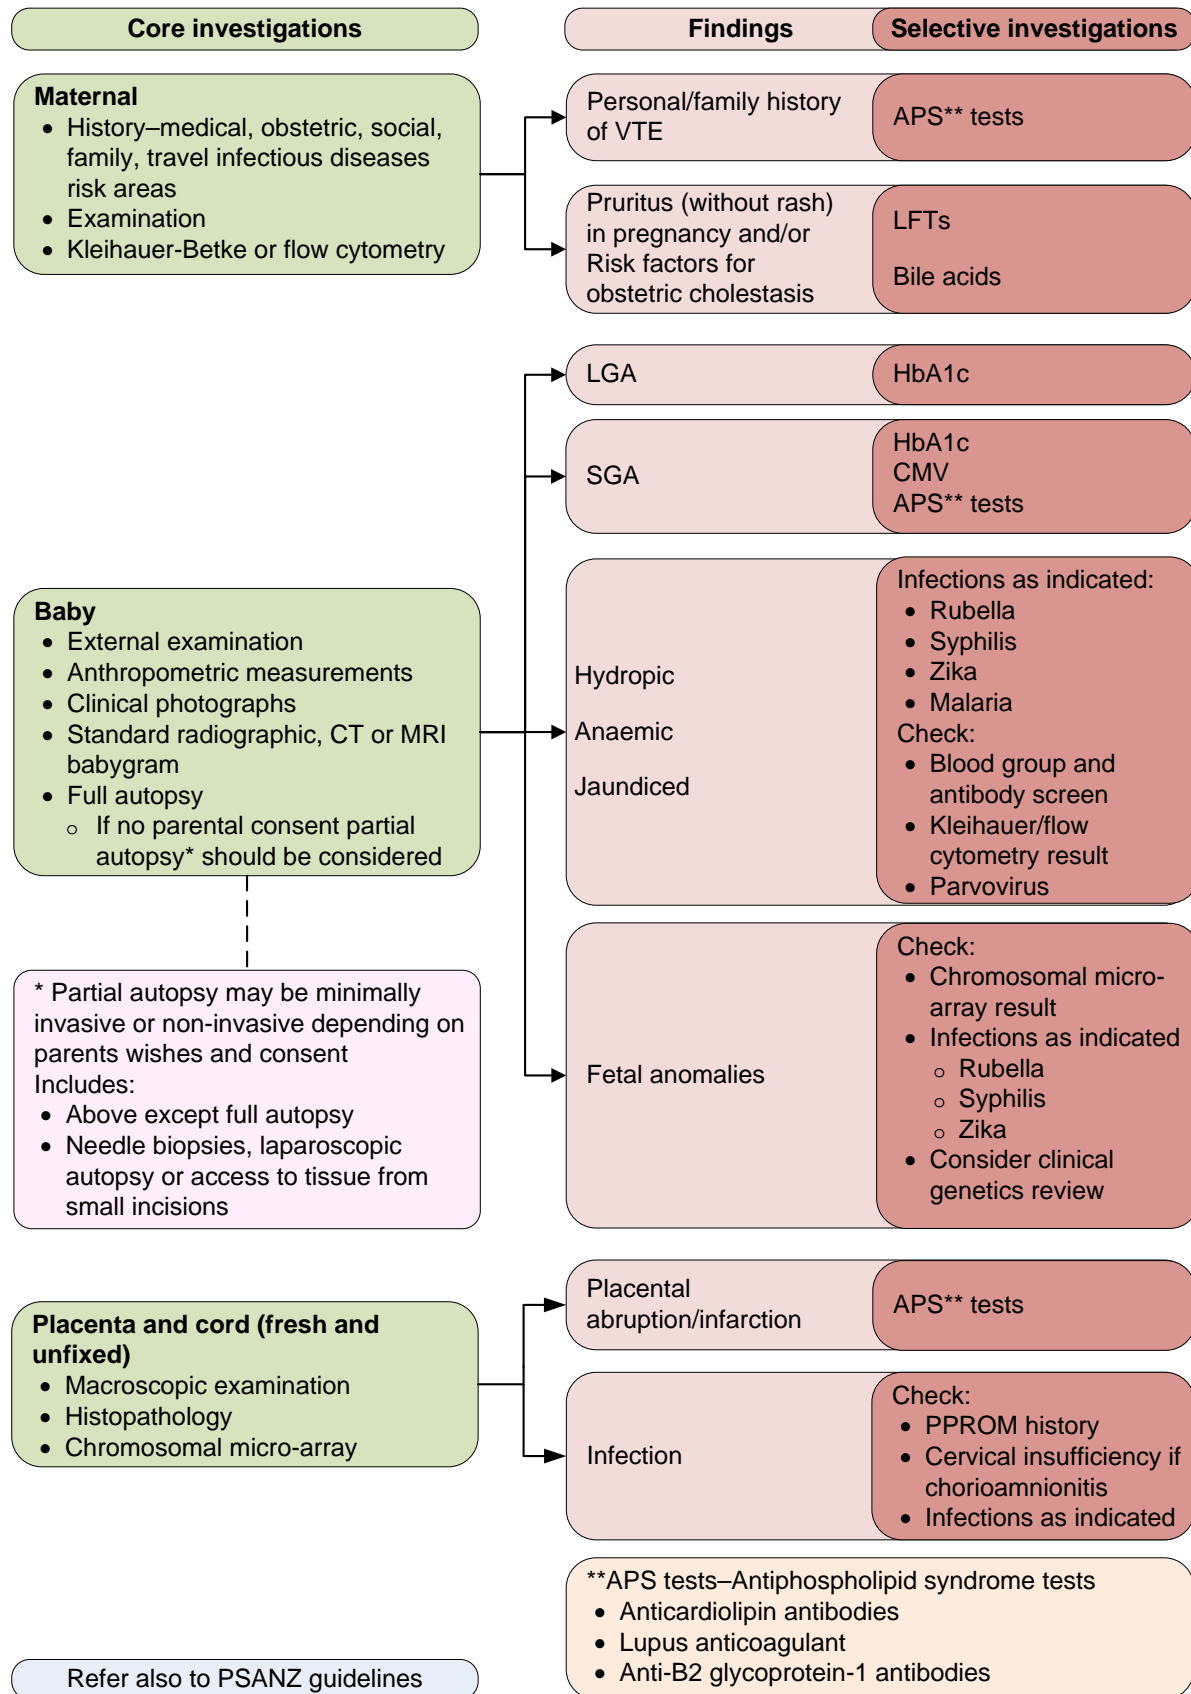 Core investigations
Findings
Selective investigations
Maternal
• History–medical, obstetric, social,
family, travel infectious diseases
risk areas
• Examination
• Kleihauer-Betke or flow cytometry
Personal/family history
of VTE
APS** tests
Pruritus (without rash)
in pregnancy and/or
Risk factors for
obstetric cholestasis
LFTs
Bile acids
Baby
• External examination
• Anthropometric measurements
• Clinical photographs
• Standard radiographic, CT or MRI
babygram
• Full autopsy
o If no parental consent partial
autopsy* should be considered
* Partial autopsy may be minimally
invasive or non-invasive depending on
parents wishes and consent
Includes:
• Above except full autopsy
• Needle biopsies, laparoscopic
autopsy or access to tissue from
small incisions
LGA
HbA1c
SGA
HbA1c
CMV
APS** tests
Hydropic
Anaemic
Jaundiced
Infections as indicated:
• Rubella
• Syphilis
• Zika
• Malaria
Check:
• Blood group and
antibody screen
• Kleihauer/flow
cytometry result
• Parvovirus
Fetal anomalies
Check:
• Chromosomal micro-
array result
• Infections as indicated
o Rubella
o Syphilis
o Zika
• Consider clinical
genetics review
Placenta and cord (fresh and
unfixed)
• Macroscopic examination
• Histopathology
• Chromosomal micro-array
Placental
abruption/infarction
APS** tests
Infection
Check:
• PPROM history
• Cervical insufficiency if
chorioamnionitis
• Infections as indicated
**APS tests–Antiphospholipid syndrome tests
• Anticardiolipin antibodies
• Lupus anticoagulant
• Anti-B2 glycoprotein-1 antibodies
Refer also to PSANZ guidelines